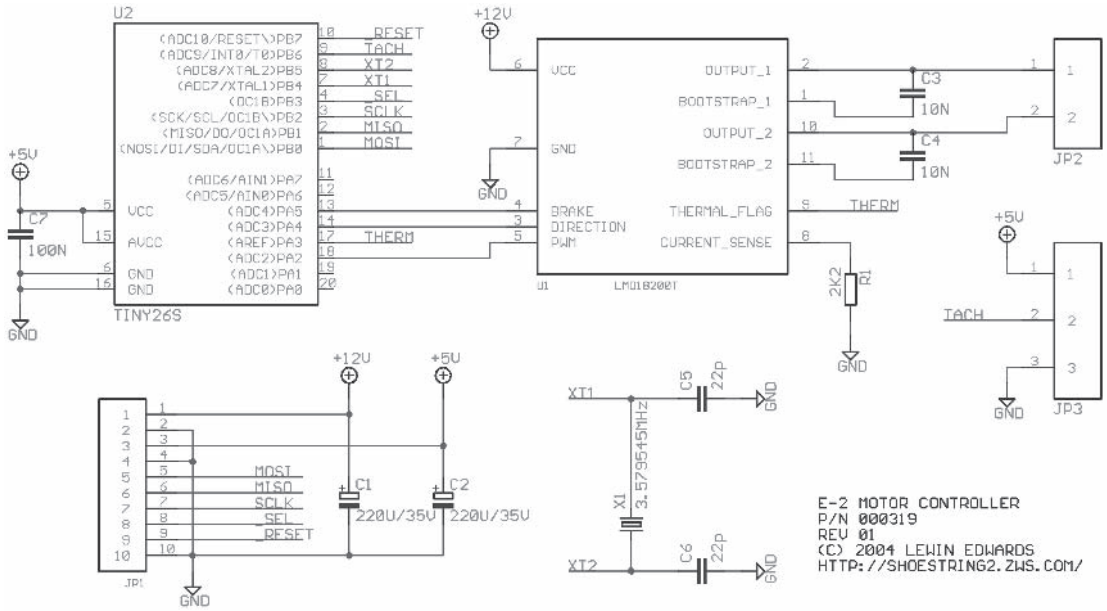 U2
(ADC10/RESET\)PB7 10 _RESET
(ADC9/INT0/T0)PB6 9 TACH
(ADC8/XTAL2)PB5 8 XT2
(ADC7/XTAL1)PB4 7 XT1
(OC1B)PB3 4 _SEL
(SCK/SCL/OC1B\)PB2 3 SCLK
(MISO/DO/OC1A)PB1 2 MISO
(NOSI/DI/SDA/OC1A\)PB0 1 MOSI
(ADC6/AIN1)PA7 11
(ADC5/AIN0)PA6 12
5 VCC (ADC4)PA5 13
(ADC3)PA4 14
15 AVCC (AREF)PA3 17 THERM
(ADC2)PA2 18
6 GND (ADC1)PA1 19
16 GND (ADC0)PA0 20
TINY26S
+5V
C7
100N
GND
+12V
6 VCC OUTPUT_1 2
BOOTSTRAP_1 1
OUTPUT_2 10
7 GND BOOTSTRAP_2 11
4 BRAKE THERMAL_FLAG 9 THERM
3 DIRECTION
5 PWM CURRENT_SENSE 8
U1 LMD18200T
GND
C3
10N
C4
10N
1 1
2 2
JP2
2K2
R1
GND
+5V
1 1
TACH 2 2
3 3
GND
JP3
+12V +5V
1 1
2 2
3 3
4 4
5 5 MOSI
6 6 MISO
7 7 SCLK
8 8 _SEL
9 9 _RESET
10 10
JP1
GND
C1
220U/35V
C2
220U/35V
XT1
C5
22p
GND
X1
3.579545MHz
XT2
C6
22p
GND
E-2 MOTOR CONTROLLER
P/N 000319
REV 01
(C) 2004 LEWIN EDWARDS
HTTP://SHOESTRING2.ZWS.COM/